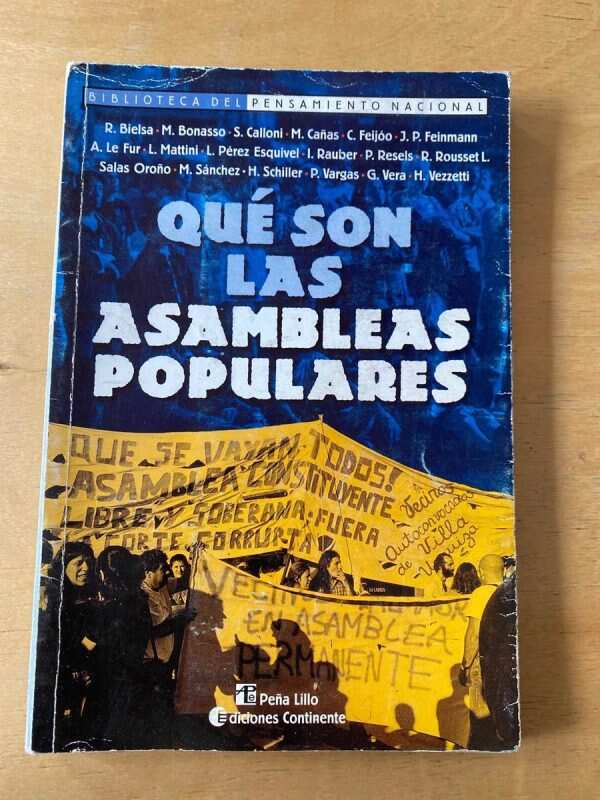 BIBLIOTECA DEL PENSAMIENTO NACIONAL
R. Bielsa · M. Bonasso · S. Calloni · M. Cañas · C. Feijóo · J. P. Feinmann
A. Le Fur · L. Mattini · L. Pérez Esquivel · I. Rauber · P. Resels · R. Rousset L.
Salas Oroño · M. Sánchez · H. Schiller · P. Vargas · G. Vera · H. Vezzetti
QUÉ SON
LAS
ASAMBLEAS
POPULARES
QUE SE VAYAN TODOS!
ASAMBLEA CONSTITUYENTE
LIBRE Y SOBERANA: FUERA
CORTE CORRUPTA
Vecinos
Autoconvocados
de Villa
Urquiza
EN ASAMBLEA
PERMANENTE
Peña Lillo
Ediciones Continente